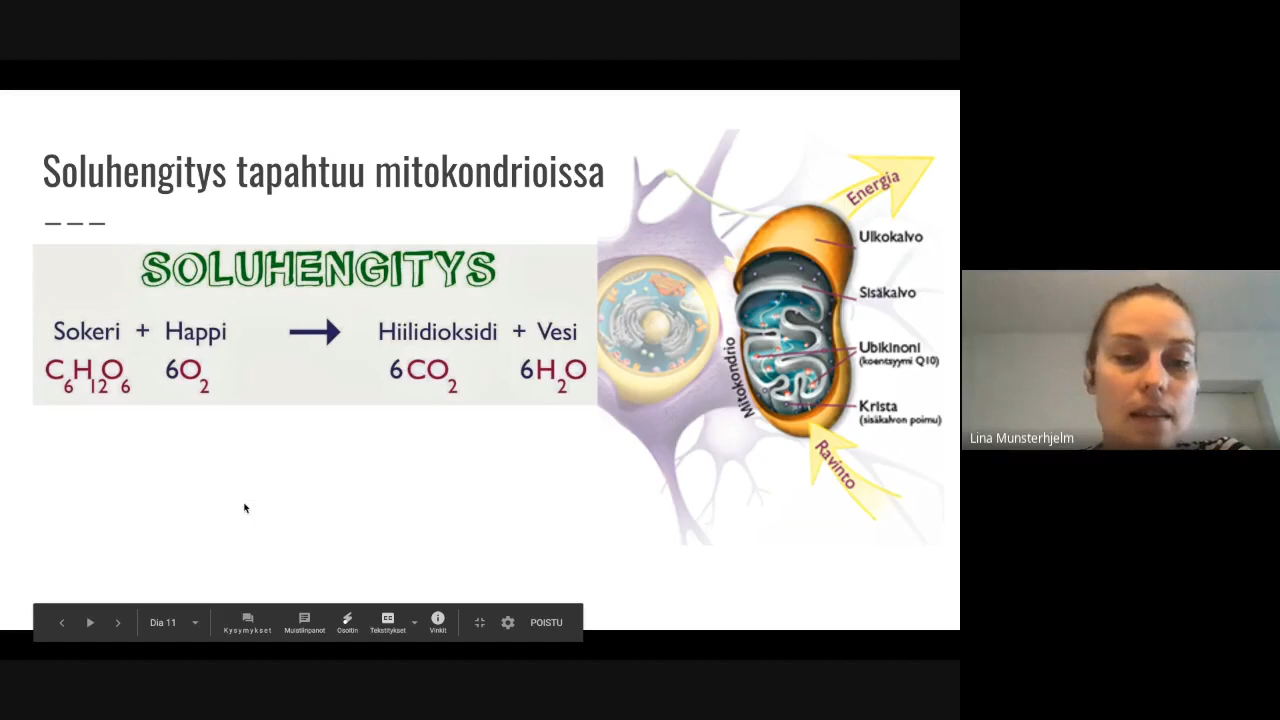 Soluhengitys tapahtuu mitokondrioissa
SOLUHENGITYS
Sokeri + Happi → Hiilidioksidi + Vesi
C6H12O6 6O2 6CO2 6H2O
Energia
Ulkokalvo
Sisäkalvo
Ubikinoni
(koentsyymi Q10)
Krista
(sisäkalvon poimu)
Mitokondrio
Ravinto
Lina Munsterhjelm
Dia 11
Kysymykset
Muistiinpanot
Osoitin
Tekstitykset
Vinkit
POISTU